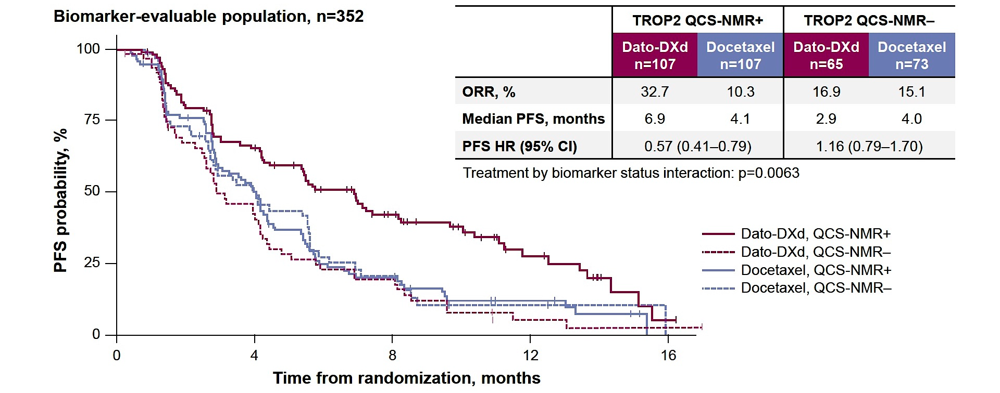 Biomarker-evaluable population, n=352
TROP2 QCS-NMR+ TROP2 QCS-NMR–
Dato-DXd n=107 Docetaxel n=107 Dato-DXd n=65 Docetaxel n=73
ORR, % 32.7 10.3 16.9 15.1
Median PFS, months 6.9 4.1 2.9 4.0
PFS HR (95% CI) 0.57 (0.41–0.79) 1.16 (0.79–1.70)
Treatment by biomarker status interaction: p=0.0063
PFS probability, %
100
75
50
25
0
0 4 8 12 16
Time from randomization, months
Dato-DXd, QCS-NMR+
Dato-DXd, QCS-NMR–
Docetaxel, QCS-NMR+
Docetaxel, QCS-NMR–